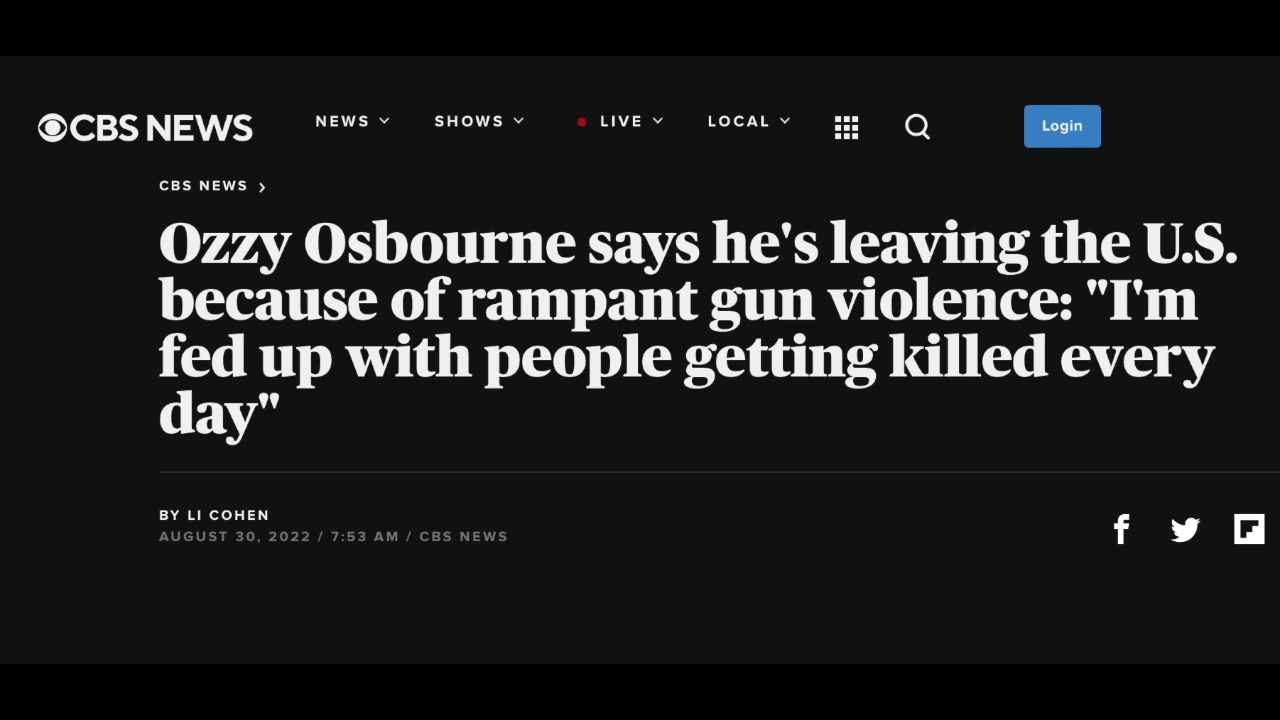 CBS NEWS NEWS SHOWS LIVE LOCAL Login
CBS NEWS
Ozzy Osbourne says he's leaving the U.S.
because of rampant gun violence: "I'm
fed up with people getting killed every
day"
BY LI COHEN
AUGUST 30, 2022 / 7:53 AM / CBS NEWS